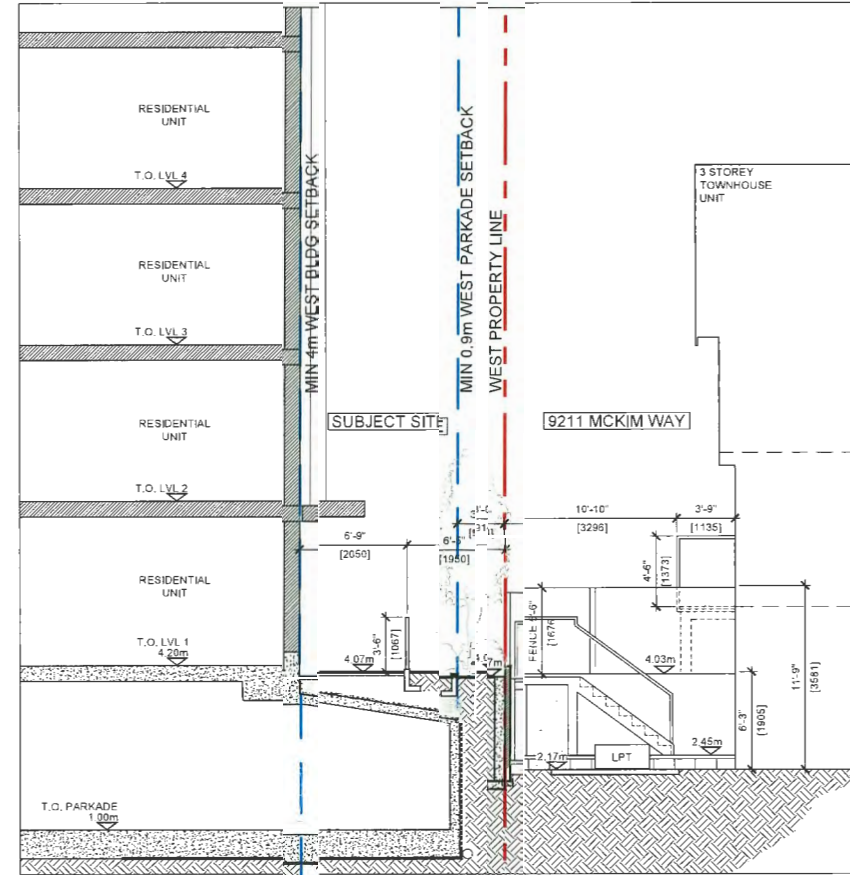 RESIDENTIAL
UNIT
T.O. LVL 4
RESIDENTIAL
UNIT
T.O. LVL 3
RESIDENTIAL
UNIT
T.O. LVL 2
RESIDENTIAL
UNIT
T.O. LVL 1
4.20m
T.O. PARKADE
1.00m
MIN 4m WEST BLDG SETBACK
MIN 0.9m WEST PARKADE SETBACK
WEST PROPERTY LINE
3 STOREY
TOWNHOUSE
UNIT
SUBJECT SITE
9211 MCKIM WAY
6'-9"
[2050]
[1950]
10'-10"
[3296]
3'-9"
[1135]
4'-6"
[1373]
3'-6"
[1067]
4.07m
FENCE
[1676]
4.03m
11'-9"
[3581]
6'-3"
[1905]
2.17m
LPT
2.45m